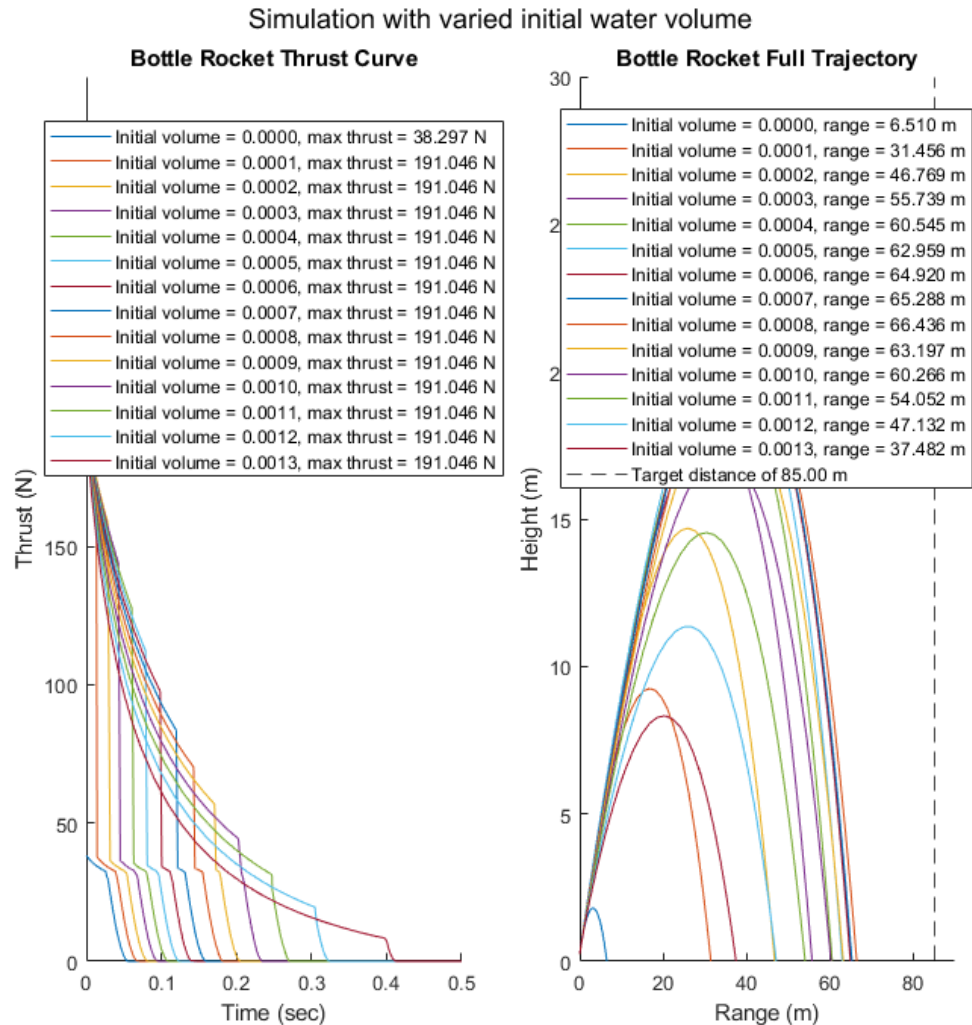 Simulation with varied initial water volume
Bottle Rocket Thrust Curve
Initial volume = 0.0000, max thrust = 38.297 N
Initial volume = 0.0001, max thrust = 191.046 N
Initial volume = 0.0002, max thrust = 191.046 N
Initial volume = 0.0003, max thrust = 191.046 N
Initial volume = 0.0004, max thrust = 191.046 N
Initial volume = 0.0005, max thrust = 191.046 N
Initial volume = 0.0006, max thrust = 191.046 N
Initial volume = 0.0007, max thrust = 191.046 N
Initial volume = 0.0008, max thrust = 191.046 N
Initial volume = 0.0009, max thrust = 191.046 N
Initial volume = 0.0010, max thrust = 191.046 N
Initial volume = 0.0011, max thrust = 191.046 N
Initial volume = 0.0012, max thrust = 191.046 N
Initial volume = 0.0013, max thrust = 191.046 N
Thrust (N)
150
100
50
0
0 0.1 0.2 0.3 0.4 0.5
Time (sec)
Bottle Rocket Full Trajectory
30
Initial volume = 0.0000, range = 6.510 m
Initial volume = 0.0001, range = 31.456 m
Initial volume = 0.0002, range = 46.769 m
Initial volume = 0.0003, range = 55.739 m
Initial volume = 0.0004, range = 60.545 m
Initial volume = 0.0005, range = 62.959 m
Initial volume = 0.0006, range = 64.920 m
Initial volume = 0.0007, range = 65.288 m
Initial volume = 0.0008, range = 66.436 m
Initial volume = 0.0009, range = 63.197 m
Initial volume = 0.0010, range = 60.266 m
Initial volume = 0.0011, range = 54.052 m
Initial volume = 0.0012, range = 47.132 m
Initial volume = 0.0013, range = 37.482 m
Target distance of 85.00 m
2
2
Height (m)
15
10
5
0
0 20 40 60 80
Range (m)